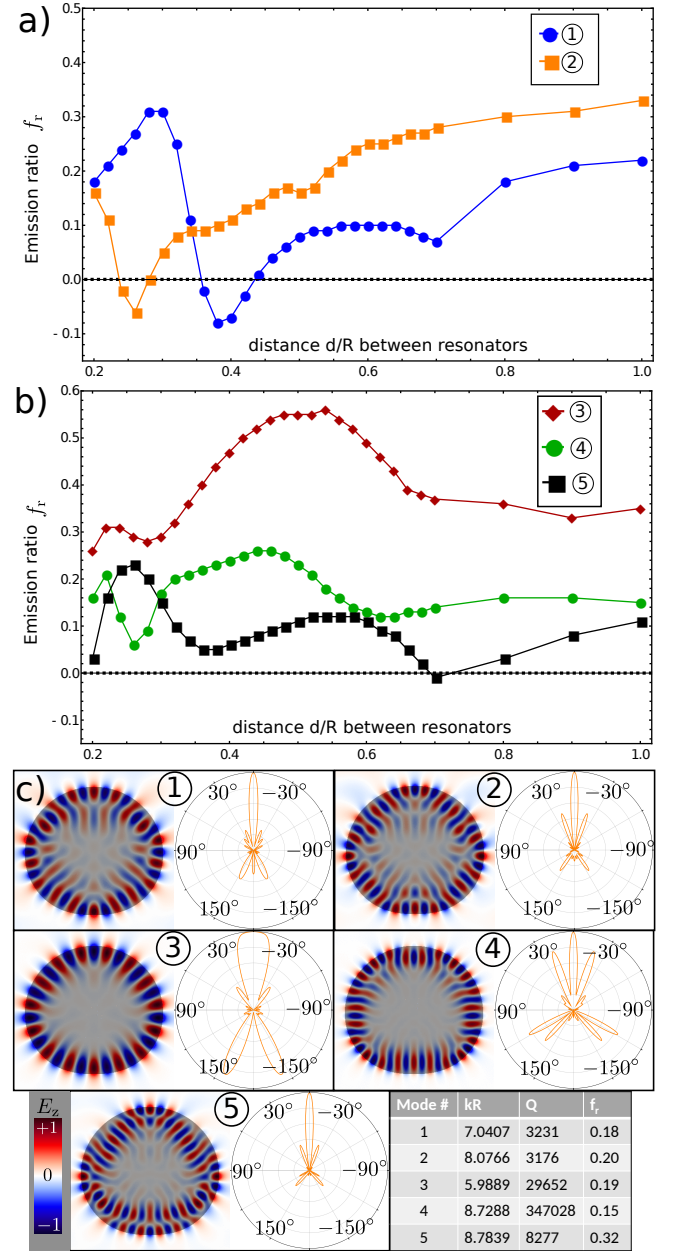 a)
0.5
0.4
0.3
0.2
0.1
0.0
- 0.1
Emission ratio fr
①
②
distance d/R between resonators
0.2 0.4 0.6 0.8 1.0
b)
0.6
0.5
0.4
0.3
0.2
0.1
0.0
- 0.1
Emission ratio fr
③
④
⑤
distance d/R between resonators
0.2 0.4 0.6 0.8 1.0
c)
①
30° −30°
90° −90°
150° −150°
②
30° −30°
90° −90°
150° −150°
③
30° −30°
90° −90°
150° −150°
④
30° −30°
90° −90°
150° −150°
Ez
+1
0
−1
⑤
30° −30°
90° −90°
150° −150°
Mode # kR Q fr
1 7.0407 3231 0.18
2 8.0766 3176 0.20
3 5.9889 29652 0.19
4 8.7288 347028 0.15
5 8.7839 8277 0.32